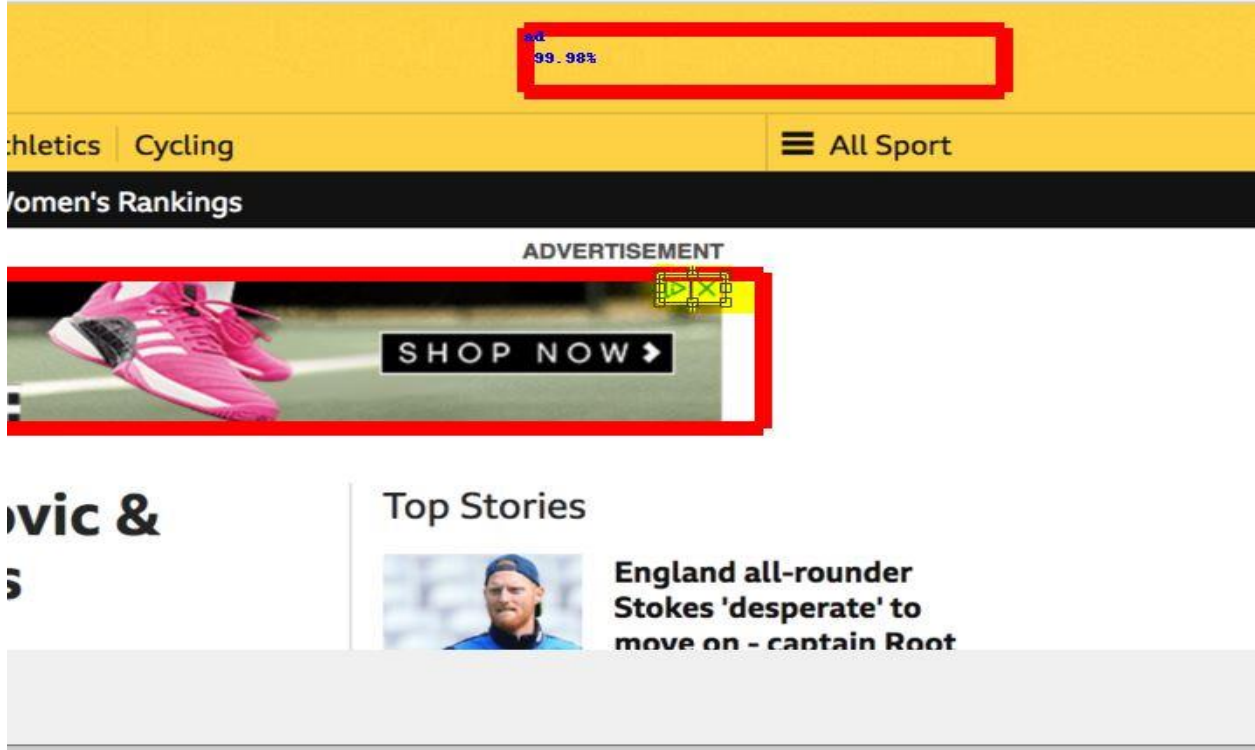 ad
99.98%
thletics Cycling All Sport
Women's Rankings
ADVERTISEMENT
SHOP NOW
Top Stories
ovic &
s
England all-rounder
Stokes 'desperate' to
move on - captain Root